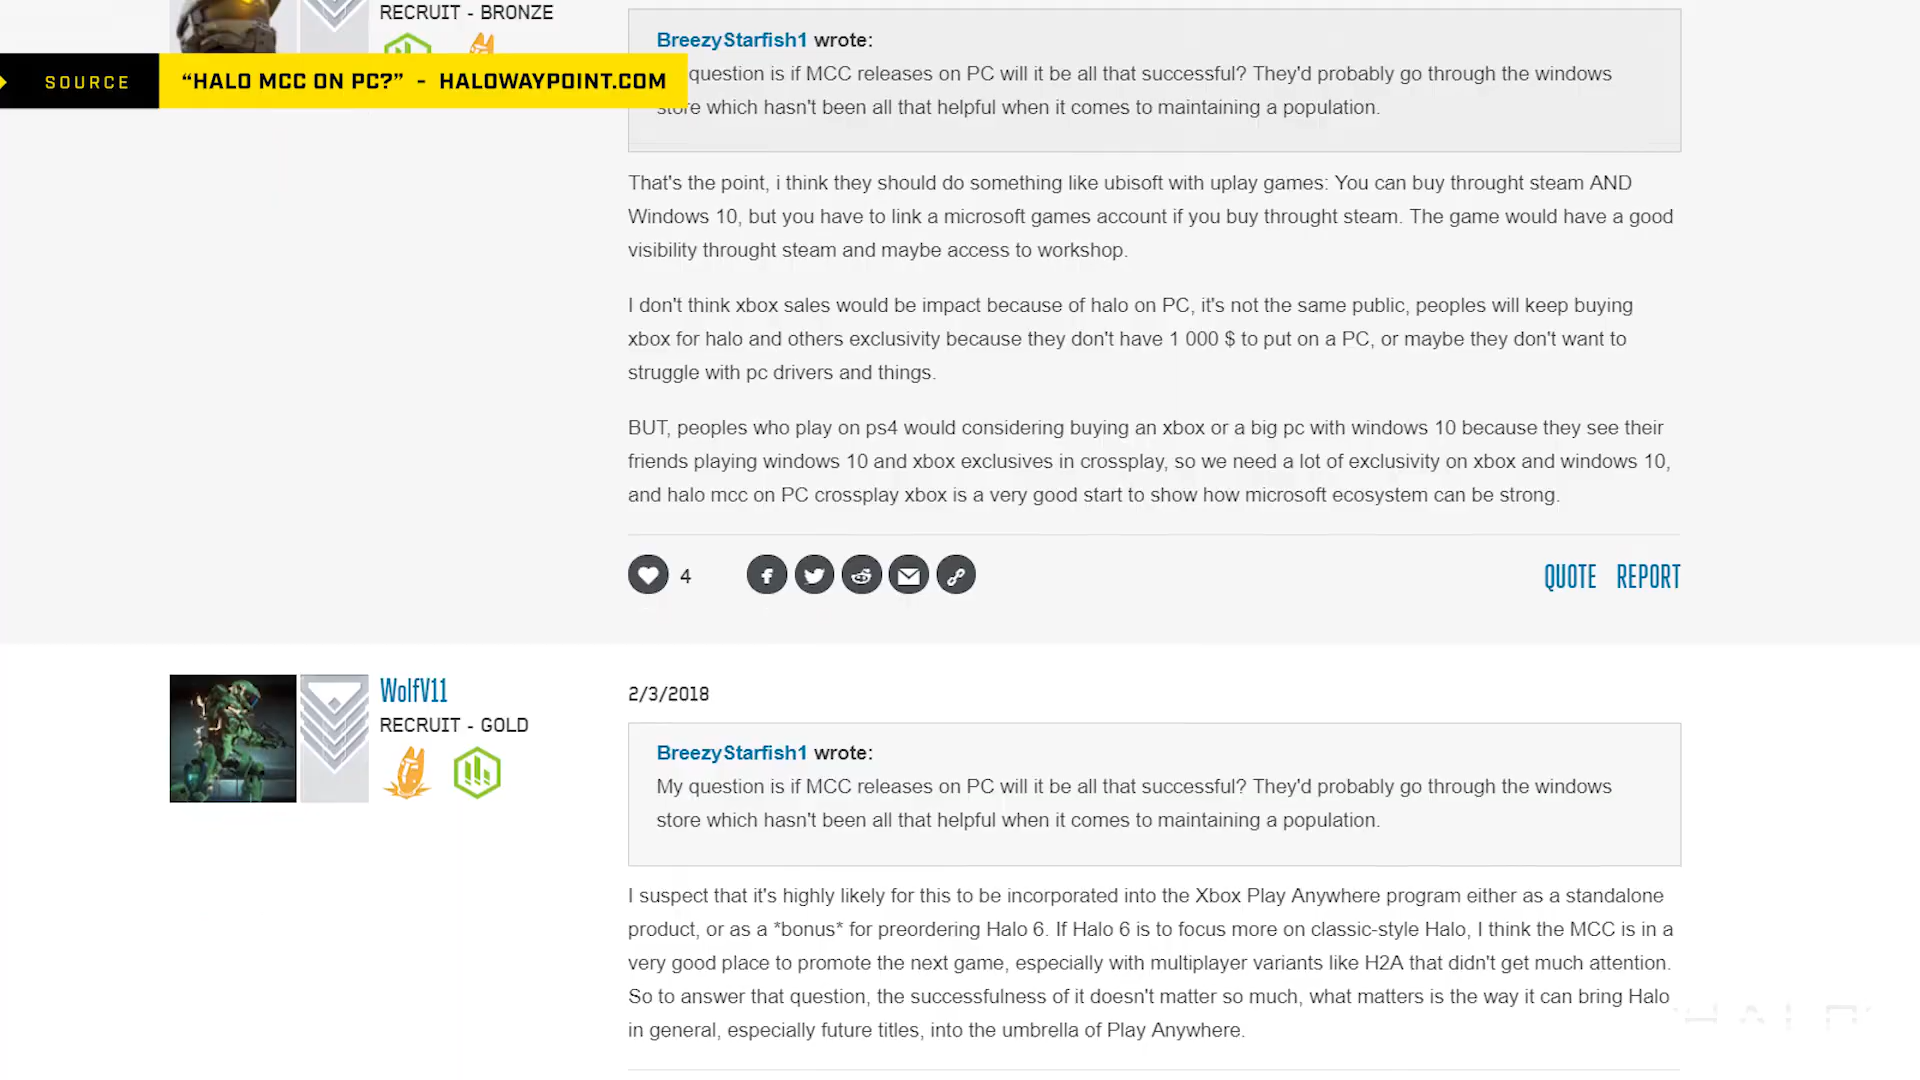 RECRUIT - BRONZE
SOURCE
“HALO MCC ON PC?” - HALOWAYPOINT.COM
BreezyStarfish1 wrote:
question is if MCC releases on PC will it be all that successful? They'd probably go through the windows
store which hasn't been all that helpful when it comes to maintaining a population.
That's the point, i think they should do something like ubisoft with uplay games: You can buy throught steam AND
Windows 10, but you have to link a microsoft games account if you buy throught steam. The game would have a good
visibility throught steam and maybe access to workshop.
I don't think xbox sales would be impact because of halo on PC, it's not the same public, peoples will keep buying
xbox for halo and others exclusivity because they don't have 1 000 $ to put on a PC, or maybe they don't want to
struggle with pc drivers and things.
BUT, peoples who play on ps4 would considering buying an xbox or a big pc with windows 10 because they see their
friends playing windows 10 and xbox exclusives in crossplay, so we need a lot of exclusivity on xbox and windows 10,
and halo mcc on PC crossplay xbox is a very good start to show how microsoft ecosystem can be strong.
4
QUOTE REPORT
WolfV11
RECRUIT - GOLD
2/3/2018
BreezyStarfish1 wrote:
My question is if MCC releases on PC will it be all that successful? They'd probably go through the windows
store which hasn't been all that helpful when it comes to maintaining a population.
I suspect that it's highly likely for this to be incorporated into the Xbox Play Anywhere program either as a standalone
product, or as a *bonus* for preordering Halo 6. If Halo 6 is to focus more on classic-style Halo, I think the MCC is in a
very good place to promote the next game, especially with multiplayer variants like H2A that didn't get much attention.
So to answer that question, the successfulness of it doesn't matter so much, what matters is the way it can bring Halo
in general, especially future titles, into the umbrella of Play Anywhere.